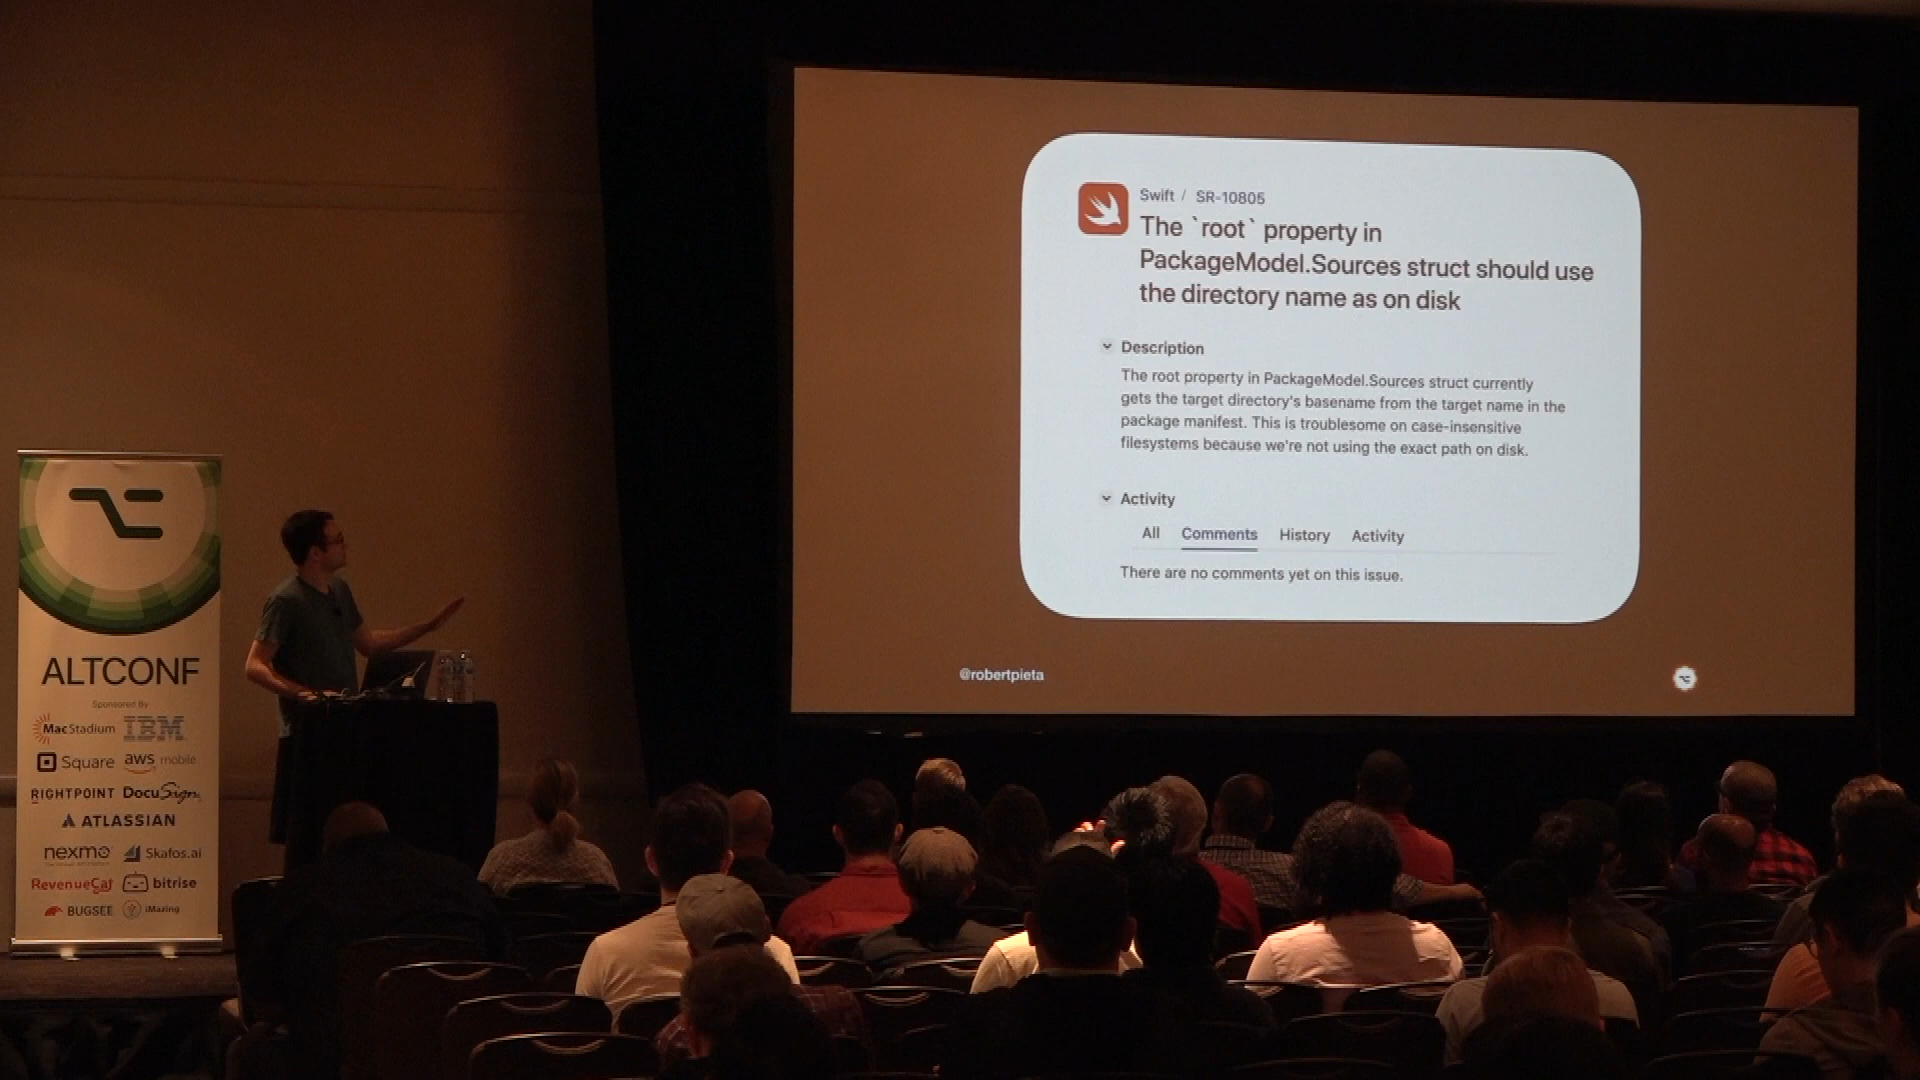 Swift / SR-10805
The `root` property in
PackageModel.Sources struct should use
the directory name as on disk
Description
The root property in PackageModel.Sources struct currently
gets the target directory's basename from the target name in the
package manifest. This is troublesome on case-insensitive
filesystems because we're not using the exact path on disk.
Activity
All Comments History Activity
There are no comments yet on this issue.
@robertpieta
ALTCONF
Sponsored By
MacStadium IBM
Square aws mobile
RIGHTPOINT DocuSign
ATLASSIAN
nexmo Skafos.ai
RevenueCat bitrise
BUGSEE iMazing